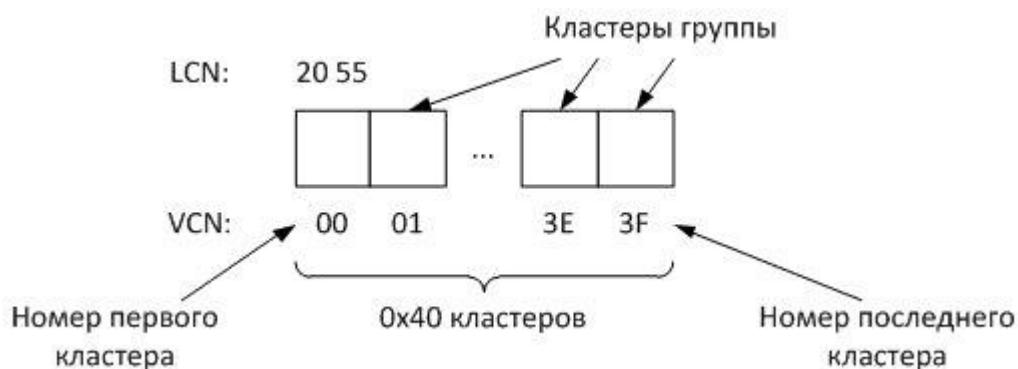 Кластеры группы
LCN: 20 55
...
VCN: 00 01 3E 3F
Номер первого кластера
0x40 кластеров
Номер последнего кластера